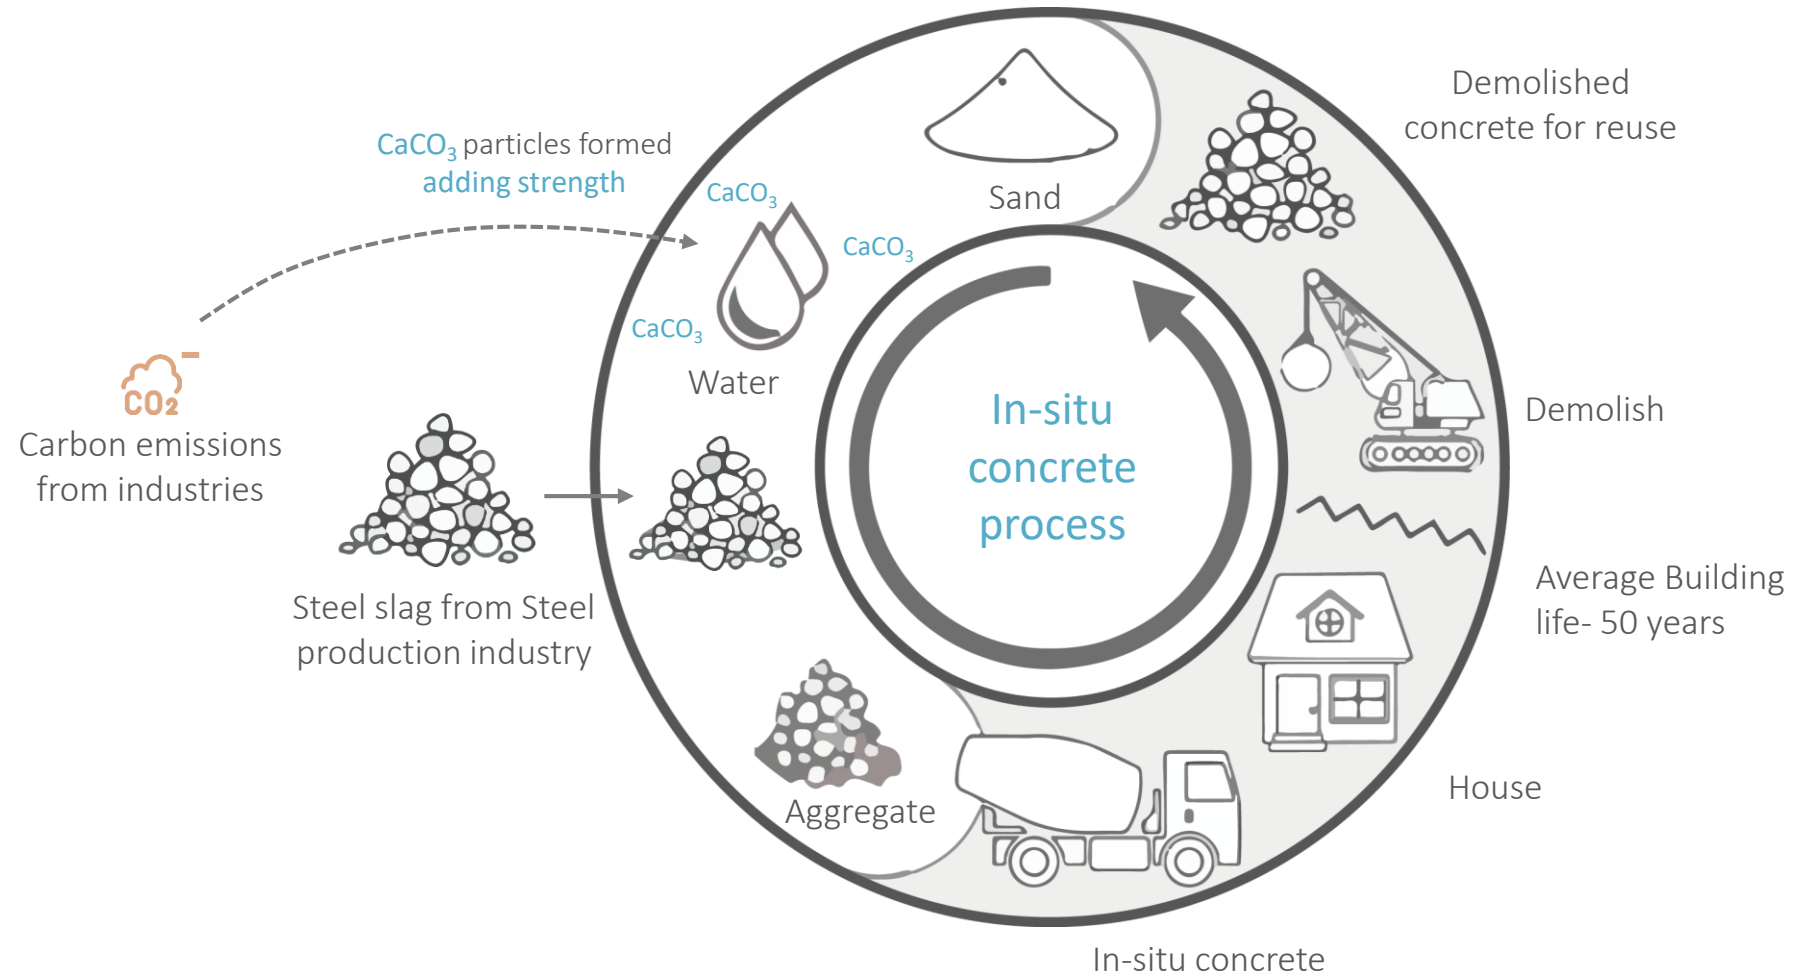 Demolished
concrete for reuse
CaCO₃ particles formed
adding strength
CaCO₃
Sand
CaCO₃
CaCO₃
Water
CO₂
Carbon emissions
from industries
In-situ
concrete
process
Demolish
Average Building
life- 50 years
Steel slag from Steel
production industry
House
Aggregate
In-situ concrete